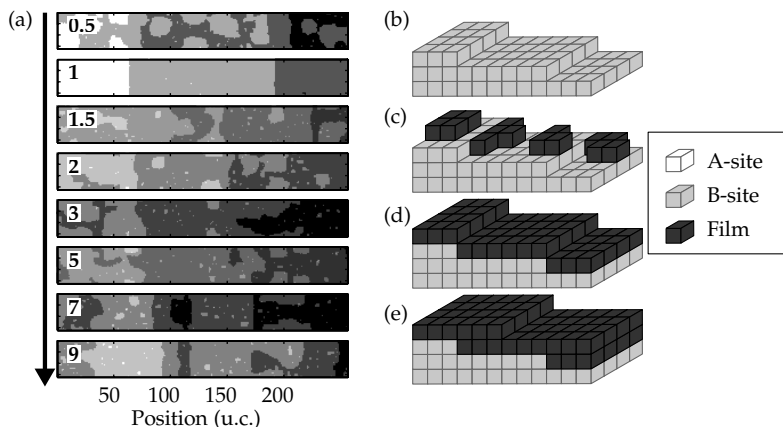 (a)
0.5
1
1.5
2
3
5
7
9
50 100 150 200
Position (u.c.)
(b)
(c)
(d)
(e)
A-site
B-site
Film